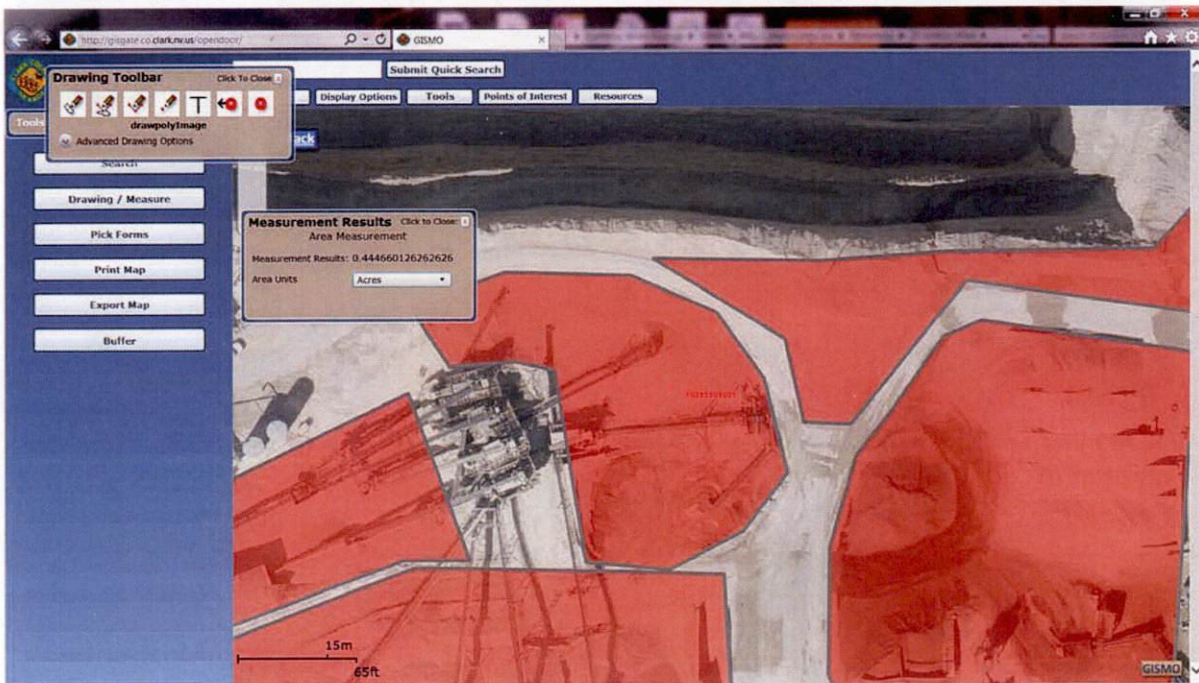 http://gisgate.co.clark.nv.us/opendoor/
GISMO
Drawing Toolbar
Click To Close
drawpolyImage
Advanced Drawing Options
Submit Quick Search
Display Options
Tools
Points of Interest
Resources
Tools
ack
Search
Drawing / Measure
Pick Forms
Print Map
Export Map
Buffer
Measurement Results
Click to Close:
Area Measurement
Measurement Results: 0.444660126262626
Area Units
Acres
15m
65ft
GISMO